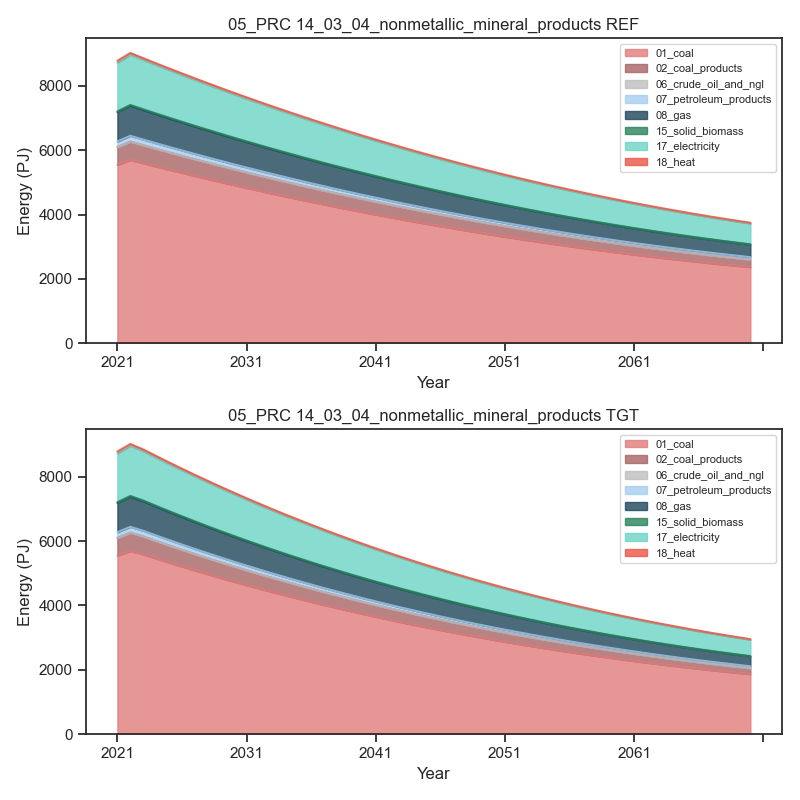 05_PRC 14_03_04_nonmetallic_mineral_products REF
Energy (PJ)
8000
6000
4000
2000
0
01_coal
02_coal_products
06_crude_oil_and_ngl
07_petroleum_products
08_gas
15_solid_biomass
17_electricity
18_heat
2021 2031 2041 2051 2061
Year
05_PRC 14_03_04_nonmetallic_mineral_products TGT
Energy (PJ)
8000
6000
4000
2000
0
01_coal
02_coal_products
06_crude_oil_and_ngl
07_petroleum_products
08_gas
15_solid_biomass
17_electricity
18_heat
2021 2031 2041 2051 2061
Year